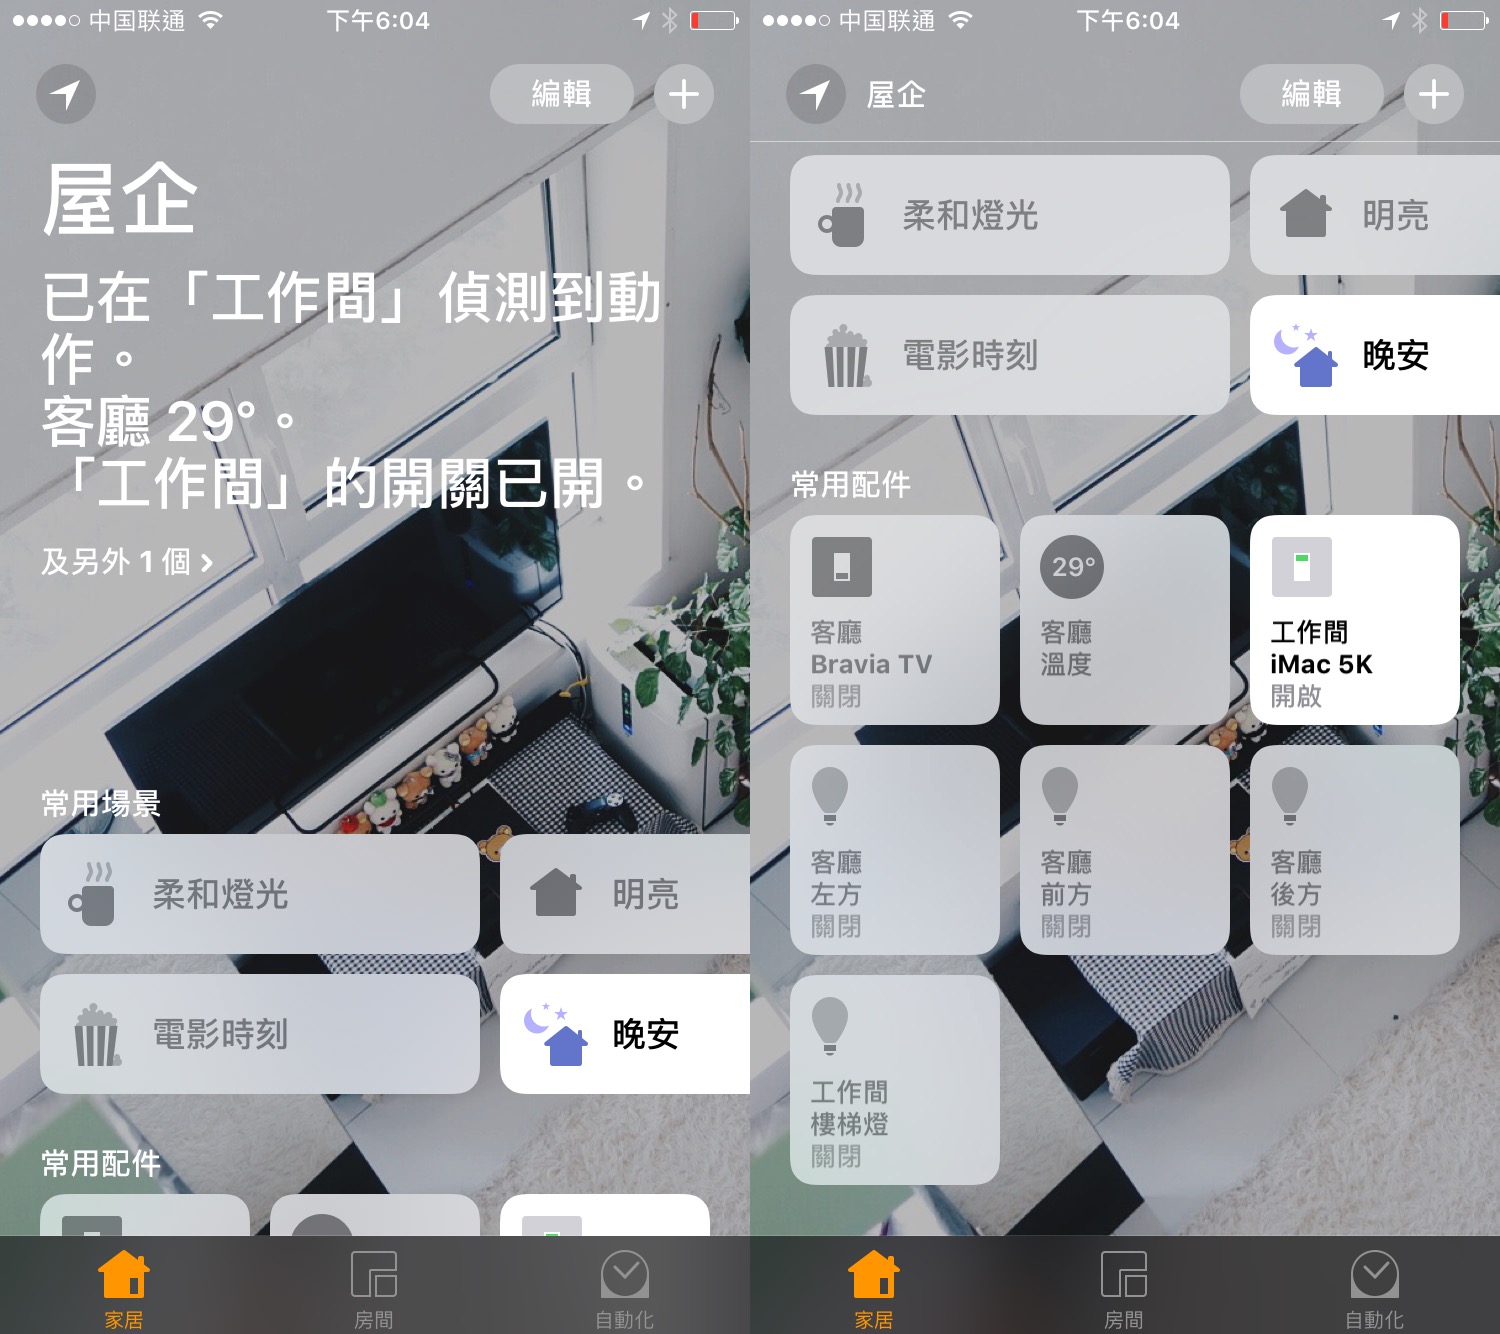 中国联通
下午6:04
編輯
屋企
已在「工作間」偵測到動
作。
客廳 29°。
「工作間」的開關已開。
及另外 1 個
常用場景
柔和燈光
明亮
電影時刻
晚安
常用配件
家居
房間
自動化
中国联通
下午6:04
屋企
編輯
柔和燈光
明亮
電影時刻
晚安
常用配件
客廳
Bravia TV
關閉
29°
客廳
溫度
工作間
iMac 5K
開啟
客廳
左方
關閉
客廳
前方
關閉
客廳
後方
關閉
工作間
樓梯燈
關閉
家居
房間
自動化